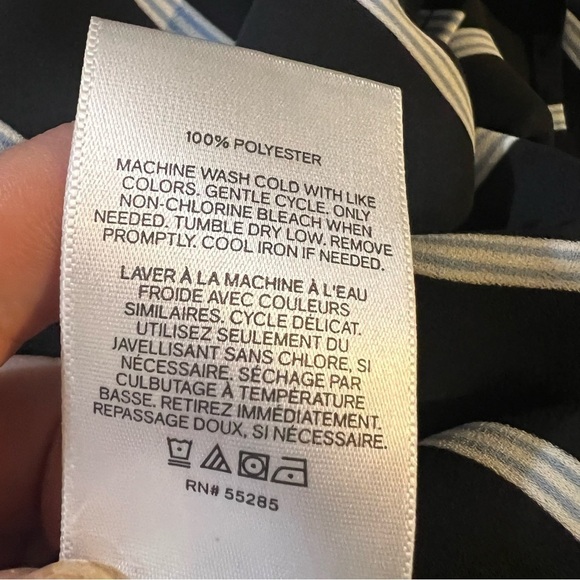 100% POLYESTER
MACHINE WASH COLD WITH LIKE
COLORS. GENTLE CYCLE. ONLY
NON-CHLORINE BLEACH WHEN
NEEDED. TUMBLE DRY LOW. REMOVE
PROMPTLY. COOL IRON IF NEEDED.
LAVER À LA MACHINE À L'EAU
FROIDE AVEC COULEURS
SIMILAIRES. CYCLE DÉLICAT.
UTILISEZ SEULEMENT DU
JAVELLISANT SANS CHLORE, SI
NÉCESSAIRE. SÉCHAGE PAR
CULBUTAGE À TEMPÉRATURE
BASSE. RETIREZ IMMÉDIATEMENT.
REPASSAGE DOUX, SI NÉCESSAIRE.
RN# 55285